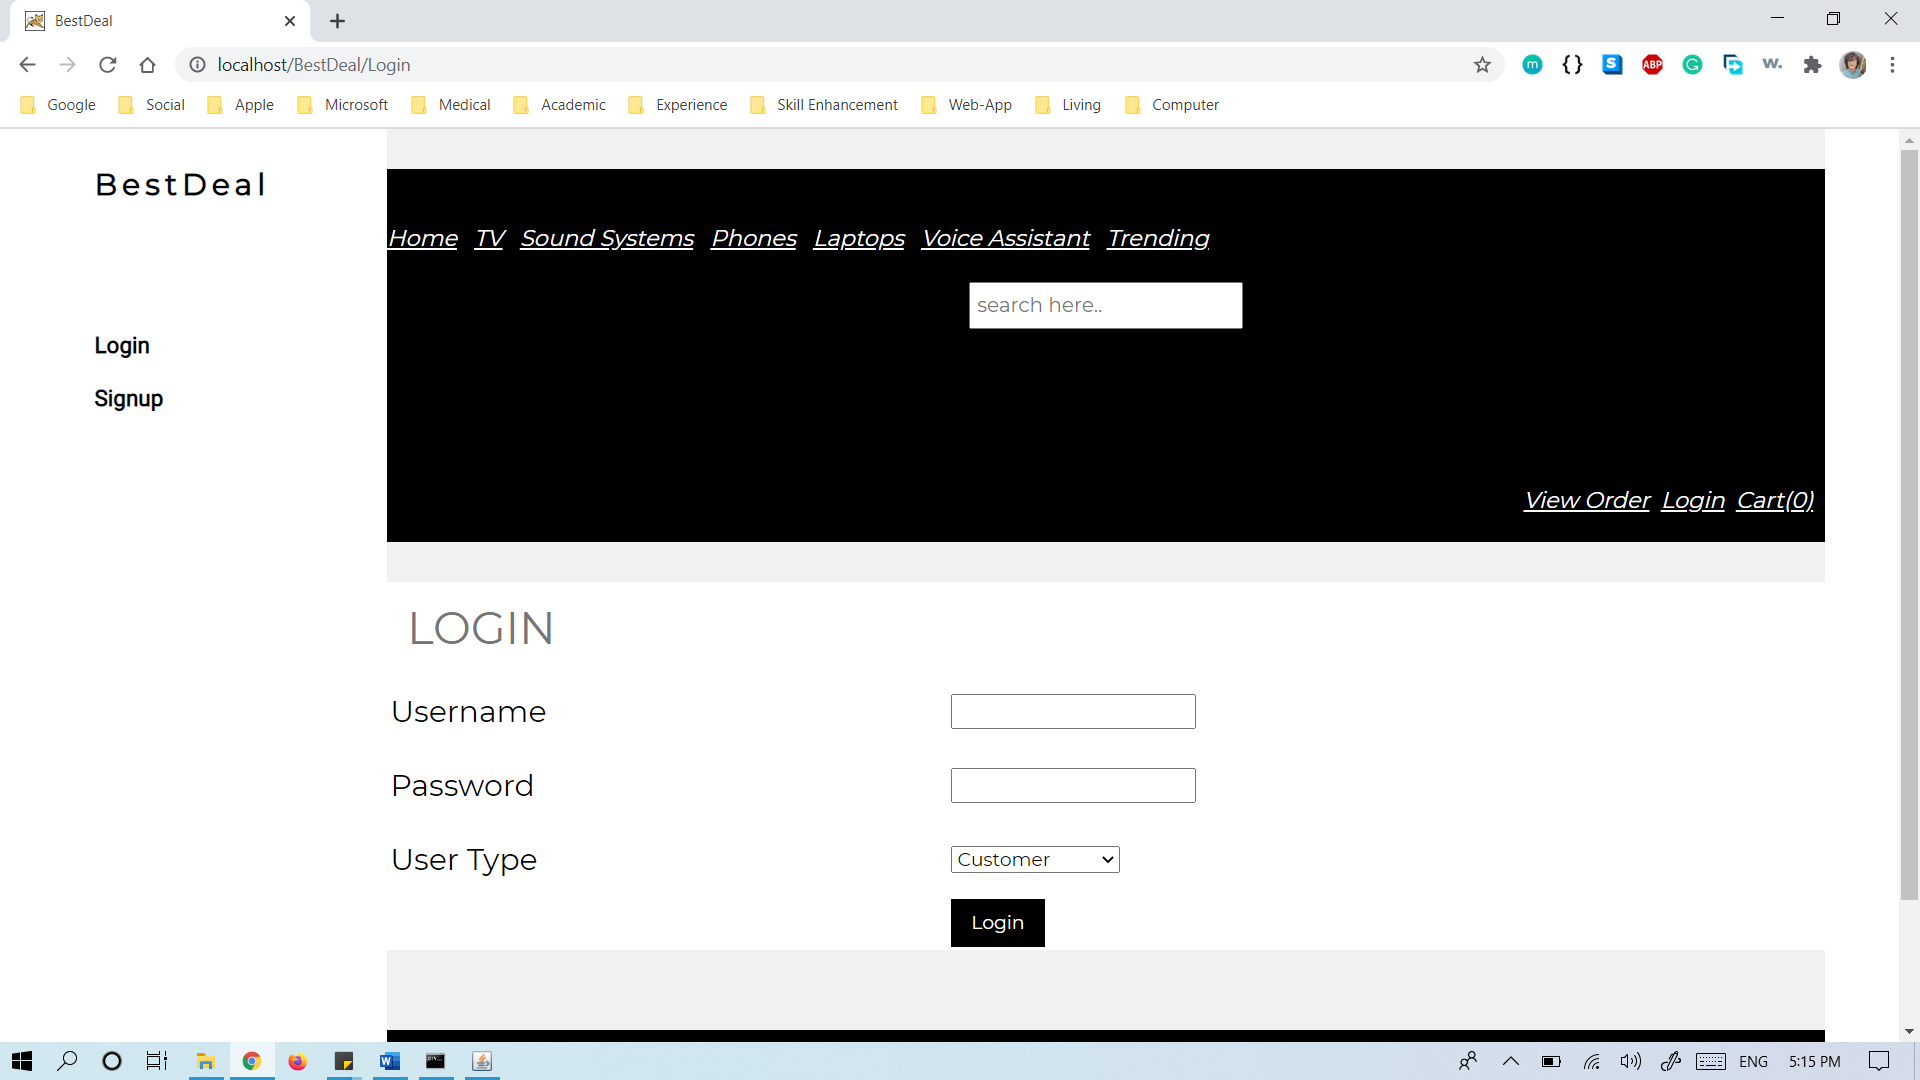 BestDeal
localhost/BestDeal/Login
m {} S ABP G w.
Google Social Apple Microsoft Medical Academic Experience Skill Enhancement Web-App Living Computer
BestDeal
Home TV Sound Systems Phones Laptops Voice Assistant Trending
search here..
Login
Signup
View Order Login Cart(0)
LOGIN
Username
Password
User Type Customer
Login
W ENG 5:15 PM